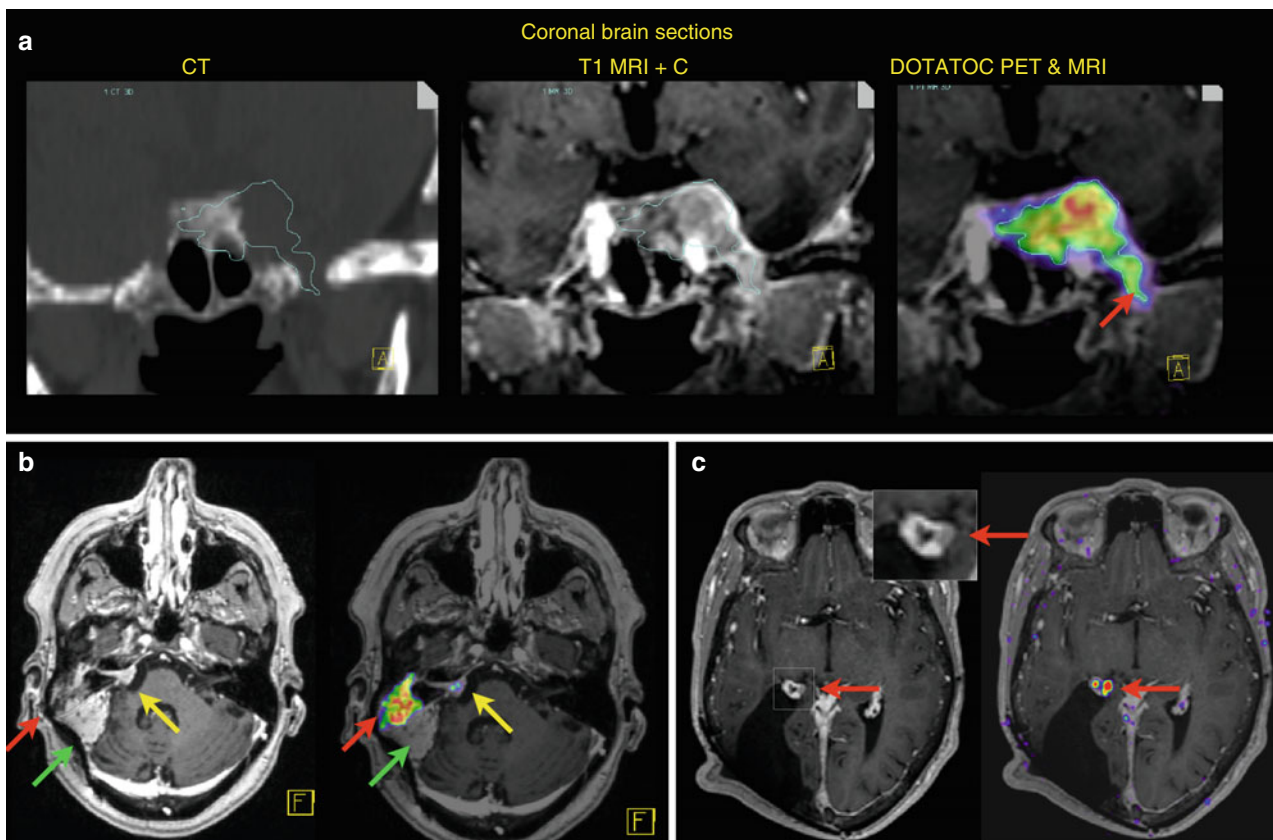 a
Coronal brain sections
CT
T1 MRI + C
DOTATOC PET & MRI
1 CT 3D
A
A
A
b
F
F
c